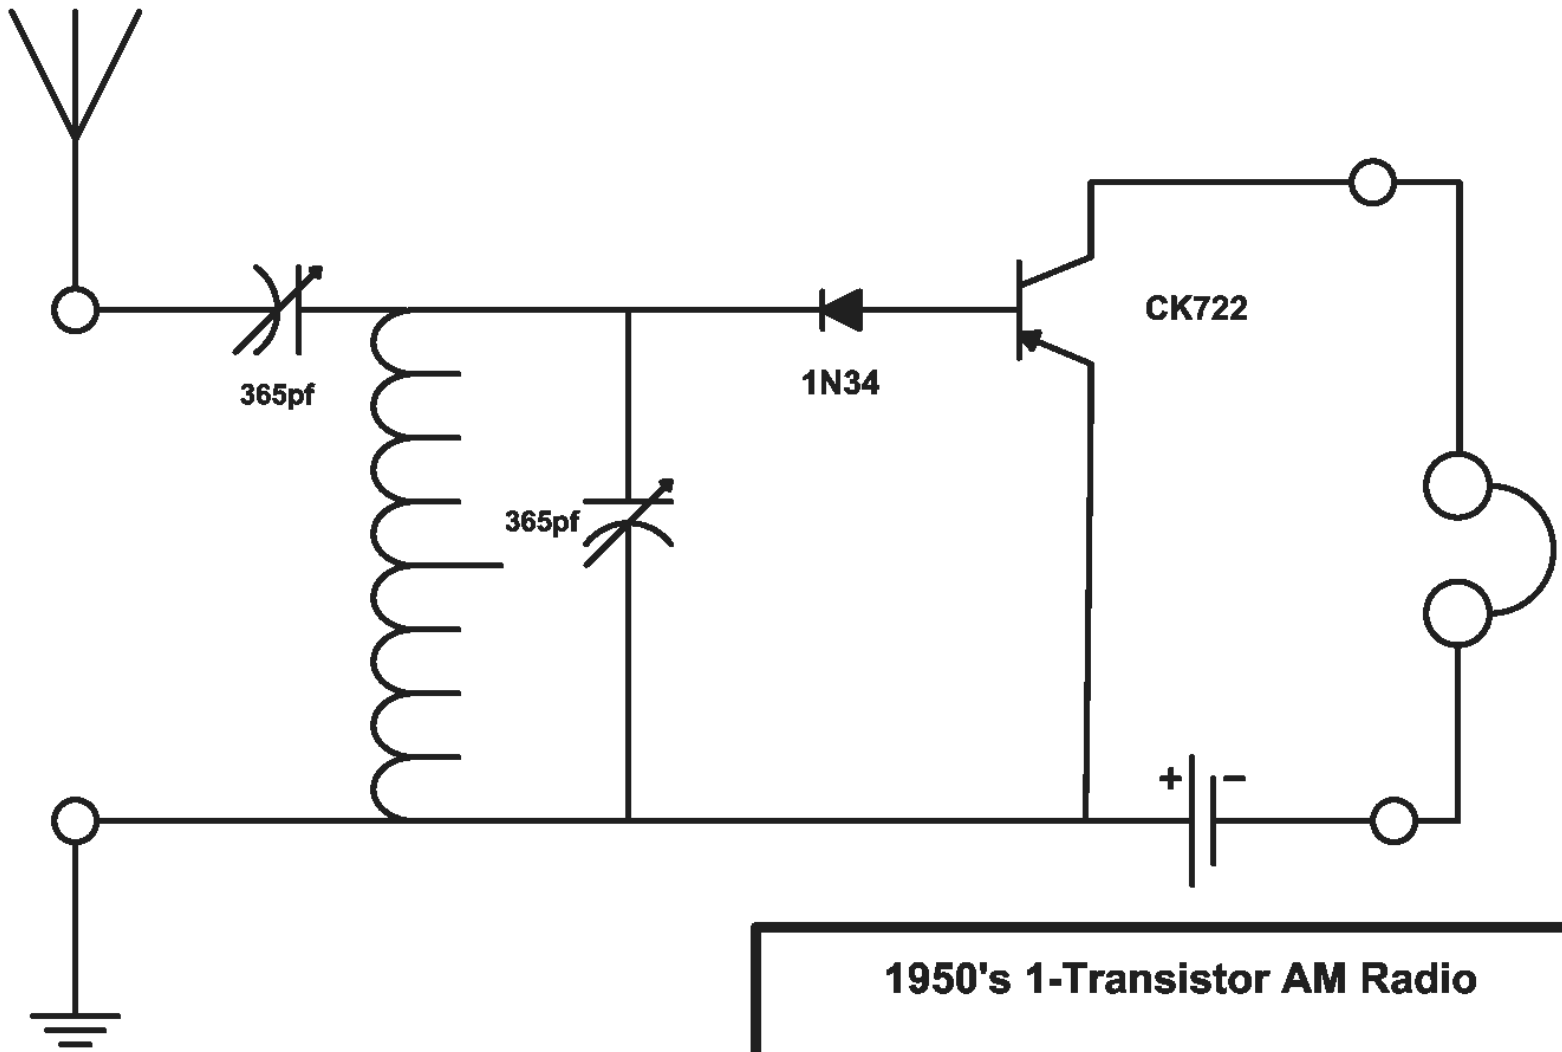 CK722
1N34
365pf
365pf
+ −
1950's 1-Transistor AM Radio